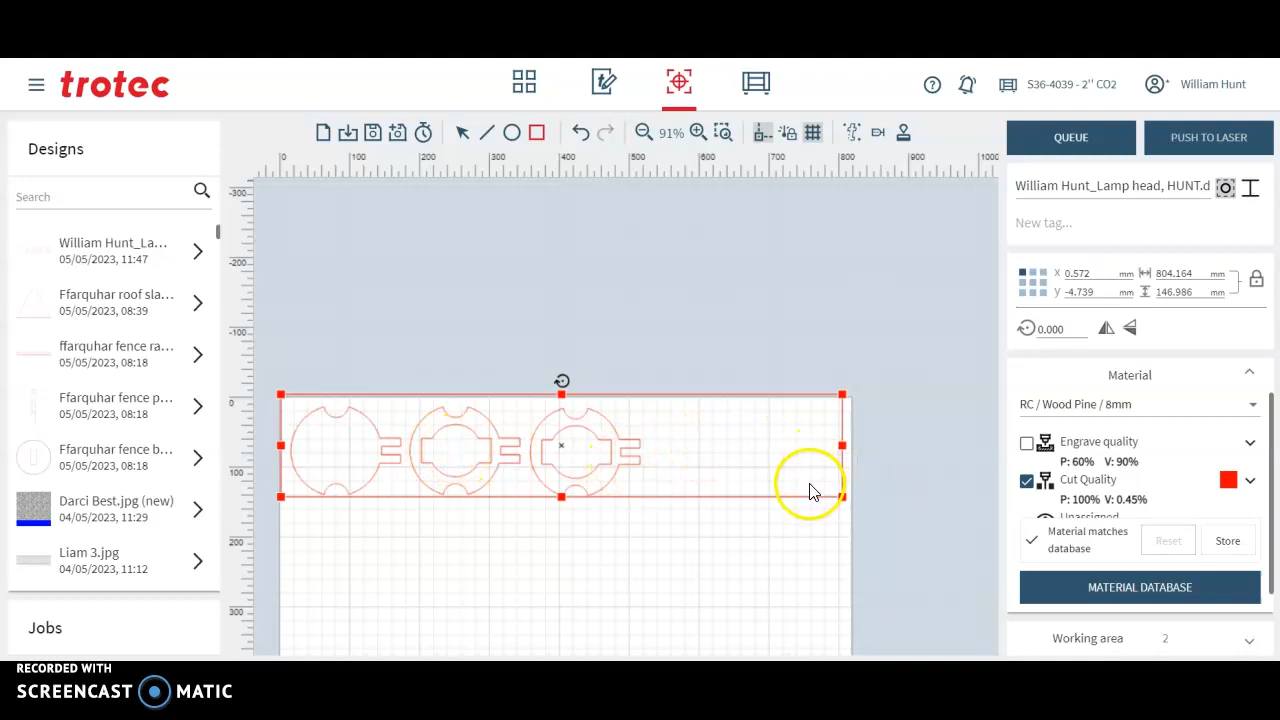 trotec
S36-4039 - 2'' CO2
William Hunt
Designs
91%
QUEUE
PUSH TO LASER
Search
William Hunt_La...
05/05/2023, 11:47
Ffarquhar roof sla...
05/05/2023, 08:39
ffarquhar fence ra...
05/05/2023, 08:18
Ffarquhar fence p...
05/05/2023, 08:18
Ffarquhar fence b...
05/05/2023, 08:18
Darci Best.jpg (new)
04/05/2023, 11:29
Liam 3.jpg
04/05/2023, 11:12
Jobs
0 100 200 300 400 500 600 700 800 900 1000
-300
-200
-100
0
100
200
300
William Hunt_Lamp head, HUNT.d
New tag...
x 0.572 mm 804.164 mm
y -4.739 mm 146.986 mm
0.000
Material
RC / Wood Pine / 8mm
Engrave quality
P: 60% V: 90%
Cut Quality
P: 100% V: 0.45%
Unassigned
Material matches
database
Reset
Store
MATERIAL DATABASE
Working area 2
RECORDED WITH
SCREENCAST MATIC